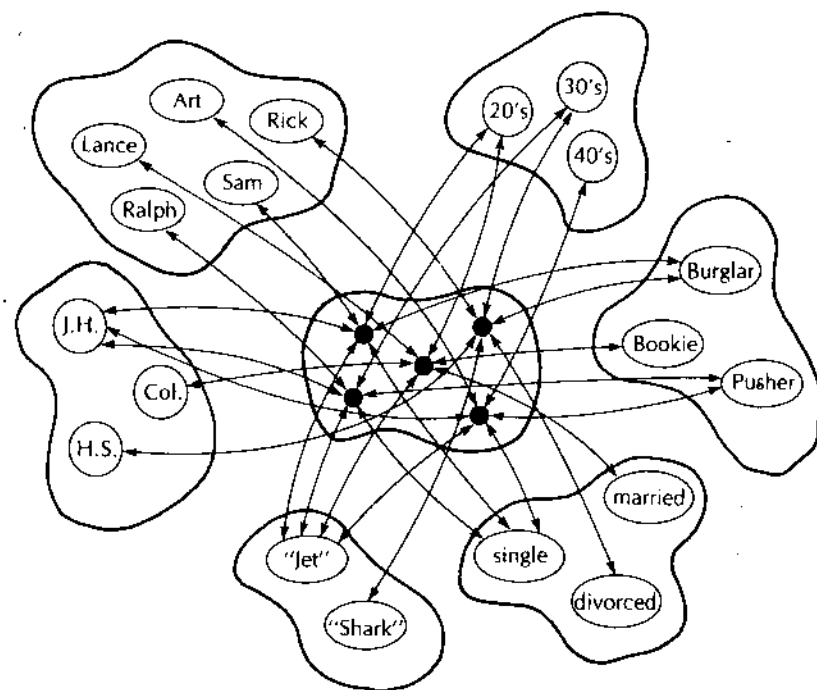 Art
Rick
Lance
Sam
Ralph
20's
30's
40's
Burglar
Bookie
Pusher
J.H.
Col.
H.S.
married
single
divorced
"Jet"
"Shark"